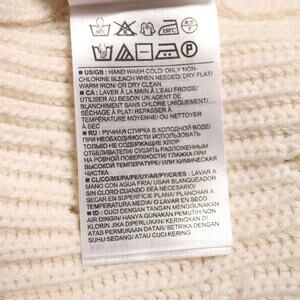 US/GB : HAND WASH COLD/ ONLY NON-
CHLORINE BLEACH WHEN NEEDED/ DRY FLAT/
WARM IRON/ OR DRY CLEAN
CA : LAVER À LA MAIN À L'EAU FROIDE/
UTILISER AU BESOIN UN AGENT DE
BLANCHIMENT SANS CHLORE UNIQUEMENT/
SÉCHAGE À PLAT/ REPASSER À
TEMPÉRATURE MOYENNE/ OU NETTOYER
À SEC
RU : РУЧНАЯ СТИРКА В ХОЛОДНОЙ ВОДЕ/
ПРИ НЕОБХОДИМОСТИ ИСПОЛЬЗОВАТЬ
ТОЛЬКО НЕ СОДЕРЖАЩИЕ ХЛОР
ОТБЕЛИВАТЕЛИ/ СУШИТЬ РАЗЛОЖЕННЫМ
НА РОВНОЙ ПОВЕРХНОСТИ/ ГЛАЖКА ПРИ
ВЫСОКОЙ ТЕМПЕРАТУРЕ/ ИЛИ ХИМИЧЕСКАЯ
ЧИСТКА
CL/CO/MX/PA/PE/UY/AR/PY/CR/ES : LAVAR A
MANO CON AGUA FRÍA/ USAR BLANQUEADOR
SIN CLORO CUANDO SEA NECESARIO/
SECAR EN SUPERFICIE PLANA/ PLANCHAR A
TEMPERATURA MEDIA/ O LAVAR EN SECO
ID : CUCI DENGAN TANGAN MENGGUNAKAN
AIR DINGIN/ HANYA GUNAKAN PEMUTIH NON
KLORIN JIKA DIPERLUKAN/ KERINGKAN DI
ATAS PERMUKAAN DATAR/ SETRIKA DENGAN
SUHU SEDANG/ ATAU CUCI KERING